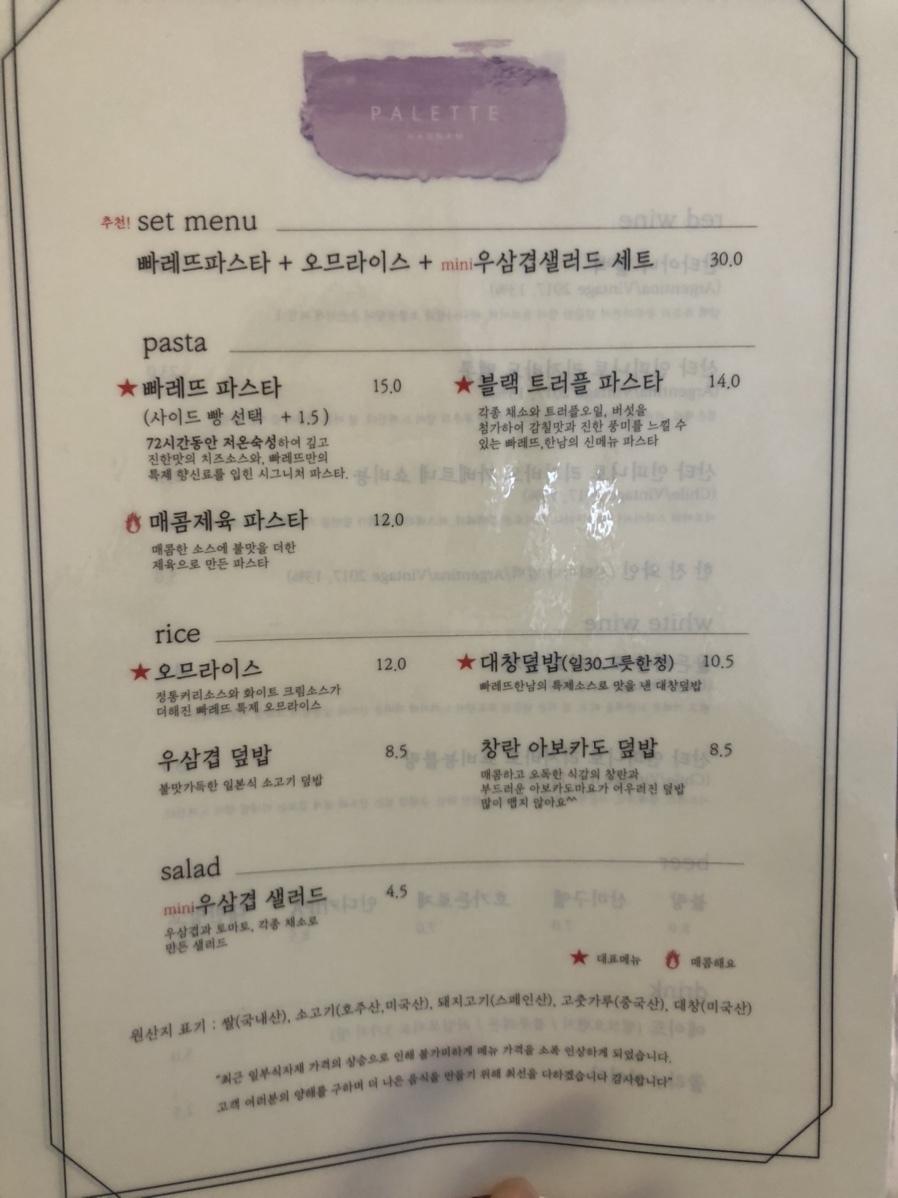 PALETTE
HANNAM
추천! set menu
빠레뜨파스타 + 오므라이스 + mini우삼겹샐러드 세트 30.0
pasta
빠레뜨 파스타 15.0
(사이드 빵 선택 + 1.5)
72시간동안 저온숙성하여 깊고
진한맛의 치즈소스와, 빠레뜨만의
특제 향신료를 입힌 시그니처 파스타.
블랙 트러플 파스타 14.0
각종 채소와 트러플오일, 버섯을
첨가하여 감칠맛과 진한 풍미를 느낄 수
있는 빠레뜨,한남의 신메뉴 파스타
매콤제육 파스타 12.0
매콤한 소스에 불맛을 더한
제육으로 만든 파스타
rice
오므라이스 12.0
정통커리소스와 화이트 크림소스가
더해진 빠레뜨 특제 오므라이스
대창덮밥(일30그릇한정) 10.5
빠레뜨한남의 특제소스로 맛을 낸 대창덮밥
우삼겹 덮밥 8.5
불맛가득한 일본식 소고기 덮밥
창란 아보카도 덮밥 8.5
매콤하고 오독한 식감의 창란과
부드러운 아보카도마요가 어우러진 덮밥
많이 맵지 않아요^^
salad
mini우삼겹 샐러드 4.5
우삼겹과 토마토, 각종 채소로
만든 샐러드
대표메뉴 매콤해요
원산지 표기 : 쌀(국내산), 소고기(호주산,미국산), 돼지고기(스페인산), 고춧가루(중국산), 대창(미국산)
"최근 일부식자재 가격의 상승으로 인해 불가피하게 메뉴 가격을 소폭 인상하게 되었습니다.
고객 여러분의 양해를 구하며 더 나은 음식을 만들기 위해 최선을 다하겠습니다 감사합니다"